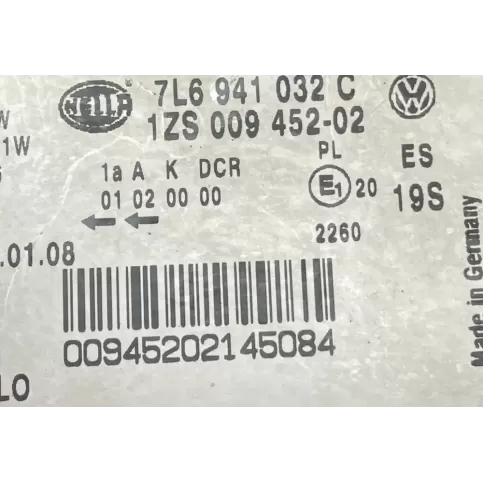 HELLA 7L6 941 032 C VW
1ZS 009 452-02
W
1W
PL ES
1a A K DCR
E1 20 19S
01 02 00 00
2260
.01.08
00945202145084
LO
Made in Germany